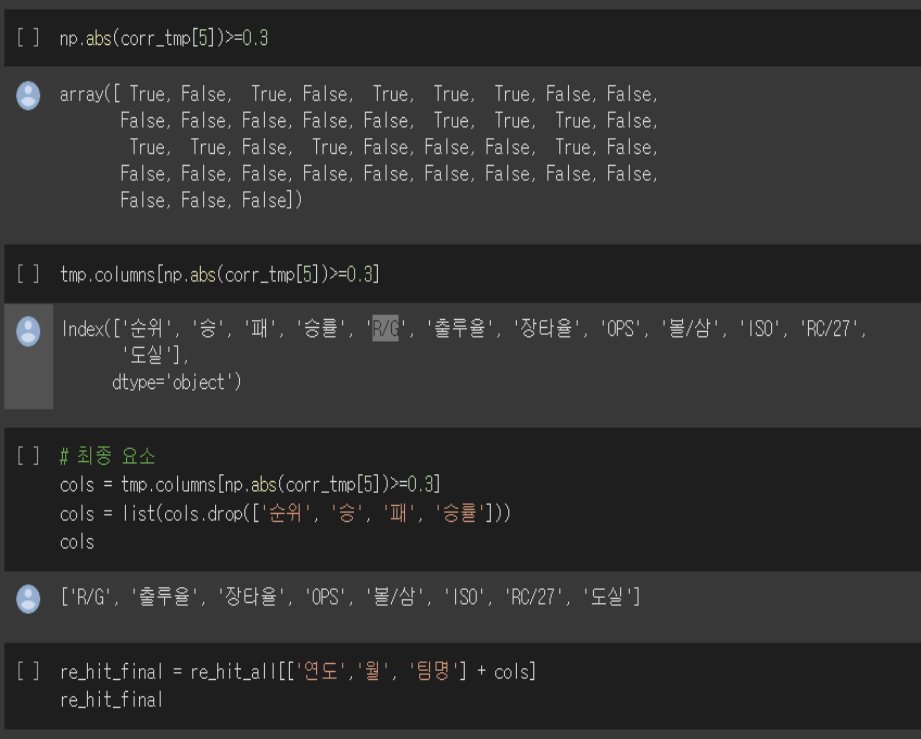 [ ] np.abs(corr_tmp[5])>=0.3
array([ True, False,  True, False,  True,  True,  True, False, False,
       False, False, False, False, False,  True,  True,  True, False,
        True,  True, False,  True, False, False, False,  True, False,
       False, False, False, False, False, False, False, False, False,
       False, False, False])
[ ] tmp.columns[np.abs(corr_tmp[5])>=0.3]
Index(['순위', '승', '패', '승률', 'R/G', '출루율', '장타율', 'OPS', '볼/삼', 'ISO', 'RC/27',
       '도실'],
      dtype='object')
[ ] # 최종 요소
cols = tmp.columns[np.abs(corr_tmp[5])>=0.3]
cols = list(cols.drop(['순위', '승', '패', '승률']))
cols
['R/G', '출루율', '장타율', 'OPS', '볼/삼', 'ISO', 'RC/27', '도실']
[ ] re_hit_final = re_hit_all[['연도','월', '팀명'] + cols]
re_hit_final